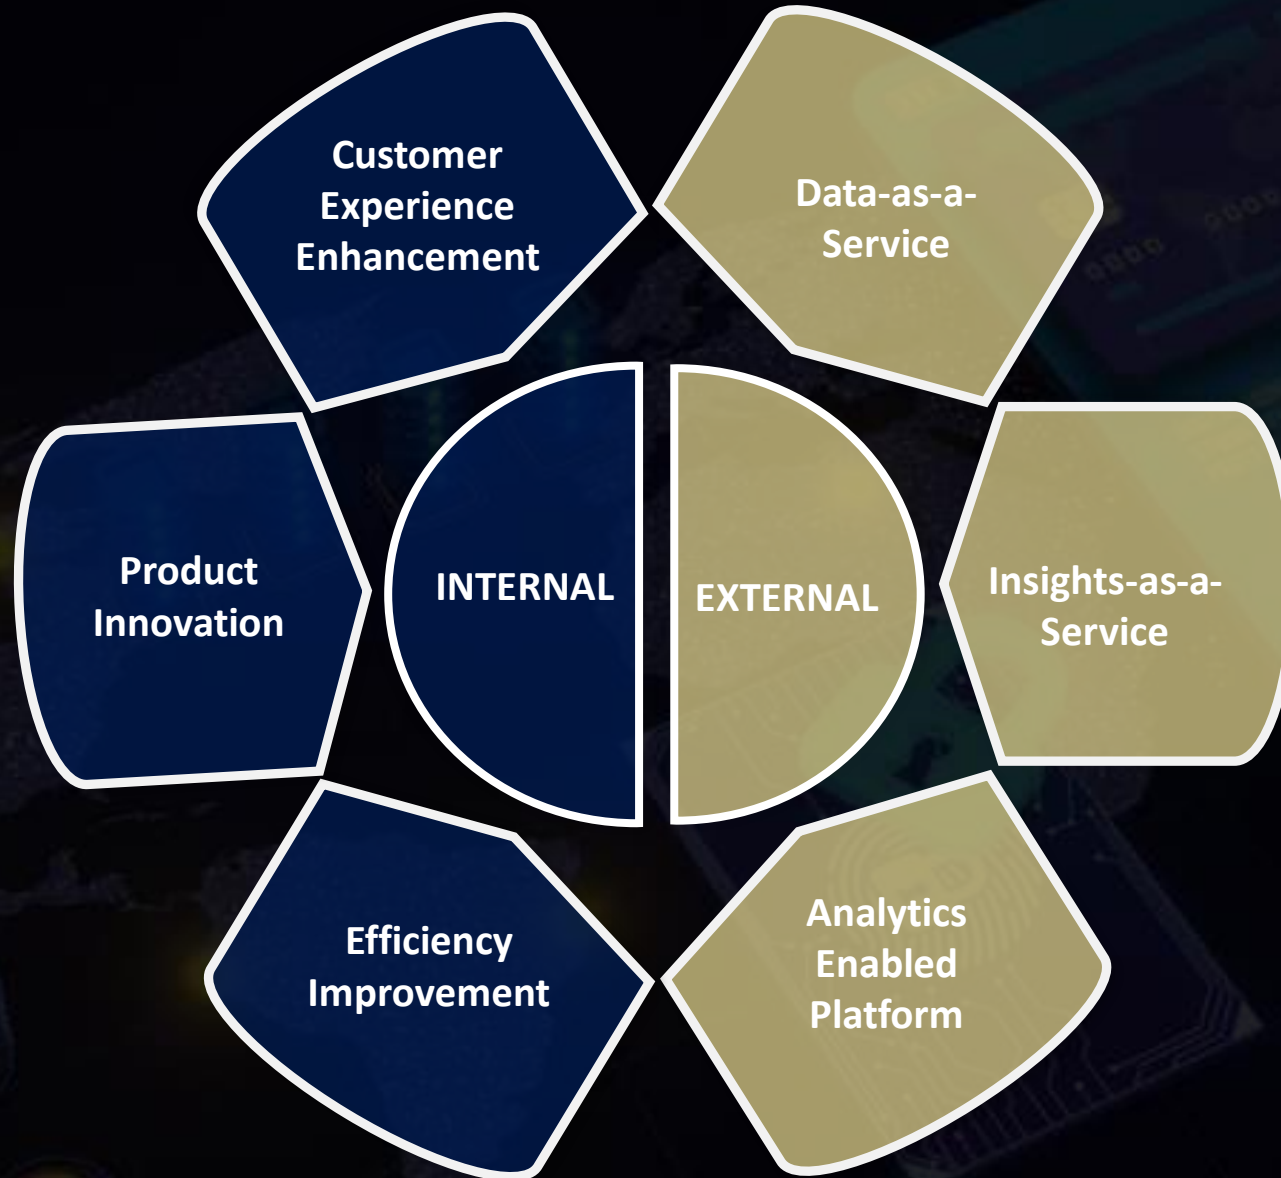 Customer
Experience
Enhancement
Data-as-a-
Service
Product
Innovation
INTERNAL
EXTERNAL
Insights-as-a-
Service
Efficiency
Improvement
Analytics
Enabled
Platform